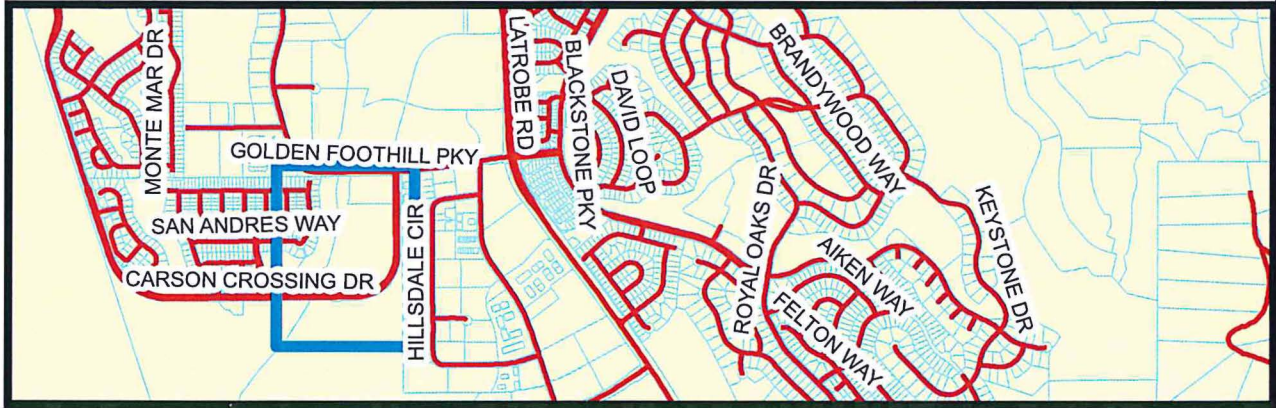 MONTE MAR DR
L'ATROBE RD
BLACKSTONE PKY
DAVID LOOP
BRANDYWOOD WAY
GOLDEN FOOTHILL PKY
SAN ANDRES WAY
CARSON CROSSING DR
HILLSDALE CIR
ROYAL OAKS DR
AIKEN WAY
FELTON WAY
KEYSTONE DR